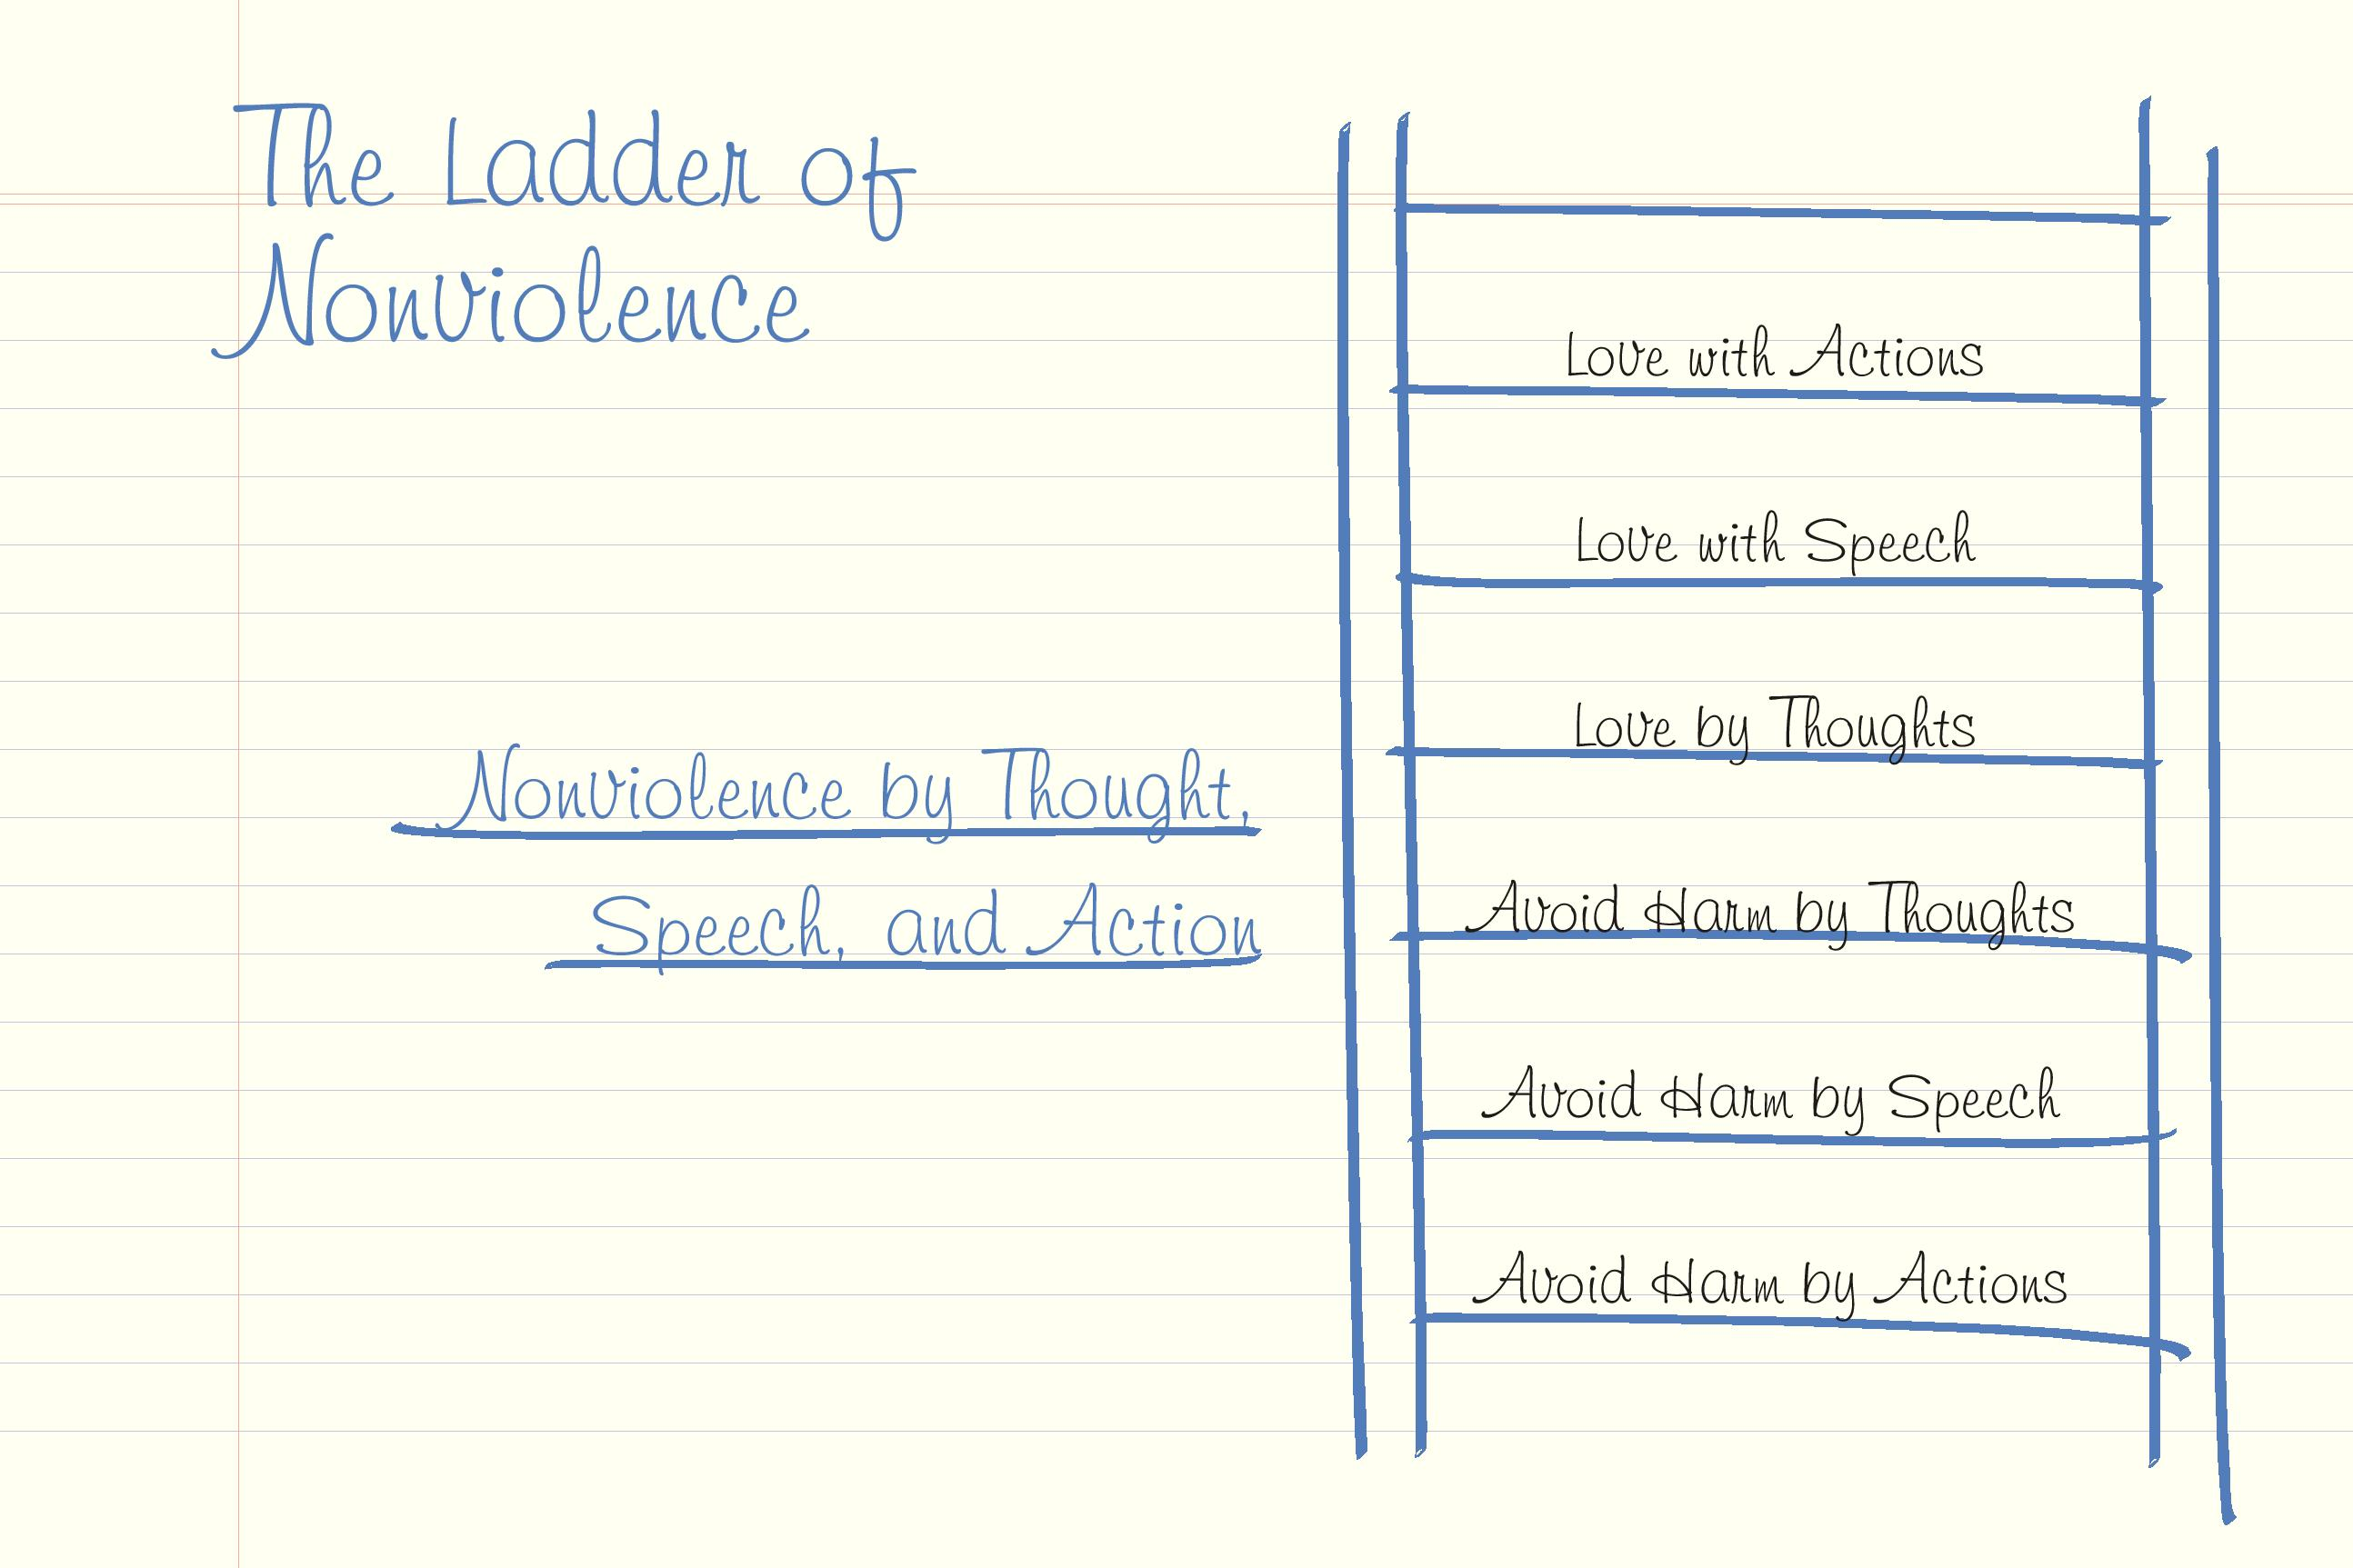 The Ladder of
Nonviolence
Nonviolence by Thought,
Speech, and Action
Love with Actions
Love with Speech
Love by Thoughts
Avoid Harm by Thoughts
Avoid Harm by Speech
Avoid Harm by Actions